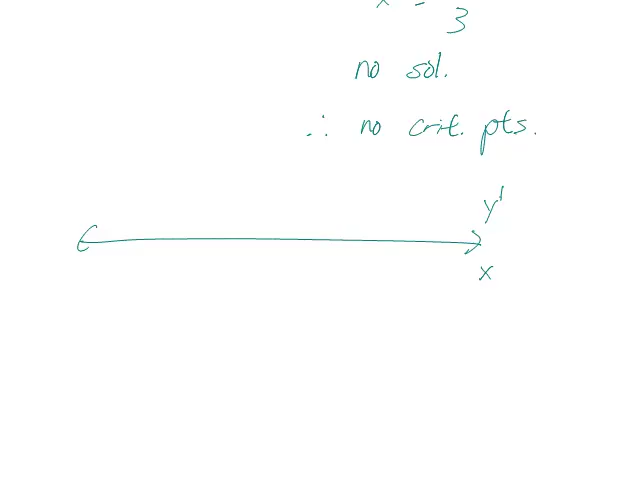 3
no sol.
∴ no crit. pts.
y'
x